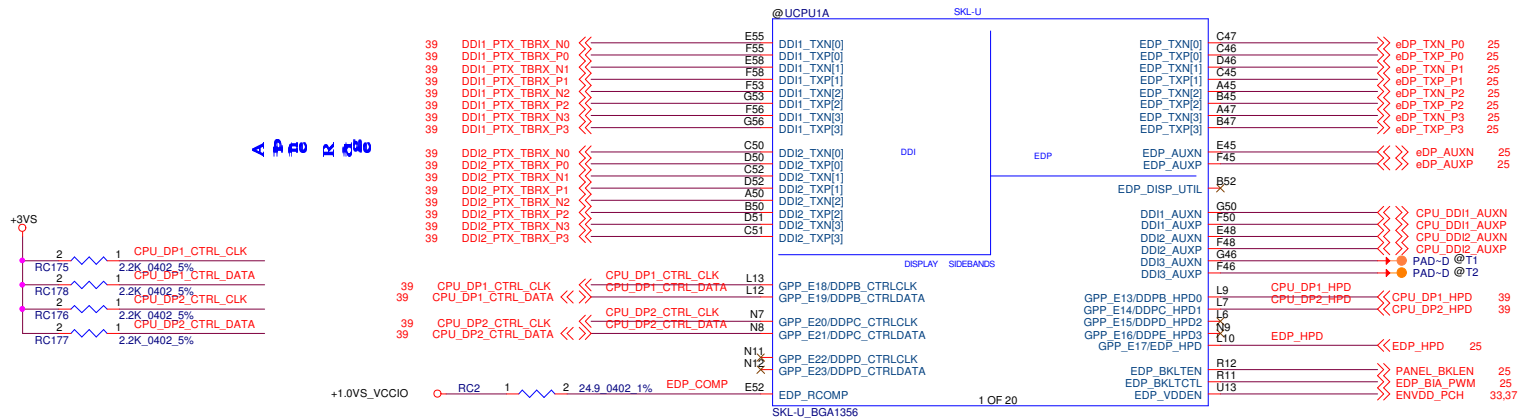 @UCPU1A SKL-U
39 DDI1_PTX_TBRX_N0 E55 DDI1_TXN[0] EDP_TXN[0] C47 eDP_TXN_P0 25
39 DDI1_PTX_TBRX_P0 F55 DDI1_TXP[0] EDP_TXP[0] C46 eDP_TXP_P0 25
39 DDI1_PTX_TBRX_N1 E58 DDI1_TXN[1] EDP_TXN[1] D46 eDP_TXN_P1 25
39 DDI1_PTX_TBRX_P1 F58 DDI1_TXP[1] EDP_TXP[1] C45 eDP_TXP_P1 25
39 DDI1_PTX_TBRX_N2 F53 DDI1_TXN[2] EDP_TXN[2] A45 eDP_TXN_P2 25
39 DDI1_PTX_TBRX_P2 G53 DDI1_TXP[2] EDP_TXP[2] B45 eDP_TXP_P2 25
39 DDI1_PTX_TBRX_N3 F56 DDI1_TXN[3] EDP_TXN[3] A47 eDP_TXN_P3 25
39 DDI1_PTX_TBRX_P3 G56 DDI1_TXP[3] EDP_TXP[3] B47 eDP_TXP_P3 25
39 DDI2_PTX_TBRX_N0 C50 DDI2_TXN[0] DDI EDP EDP_AUXN E45 eDP_AUXN 25
39 DDI2_PTX_TBRX_P0 D50 DDI2_TXP[0] EDP_AUXP F45 eDP_AUXP 25
39 DDI2_PTX_TBRX_N1 C52 DDI2_TXN[1]
39 DDI2_PTX_TBRX_P1 D52 DDI2_TXP[1] EDP_DISP_UTIL B52
39 DDI2_PTX_TBRX_N2 A50 DDI2_TXN[2]
39 DDI2_PTX_TBRX_P2 B50 DDI2_TXP[2] DDI1_AUXN G50 CPU_DDI1_AUXN
39 DDI2_PTX_TBRX_N3 D51 DDI2_TXN[3] DDI1_AUXP F50 CPU_DDI1_AUXP
39 DDI2_PTX_TBRX_P3 C51 DDI2_TXP[3] DDI2_AUXN E48 CPU_DDI2_AUXN
DDI2_AUXP F48 CPU_DDI2_AUXP
DISPLAY SIDEBANDS DDI3_AUXN G46 PAD~D @T1
DDI3_AUXP F46 PAD~D @T2
+3VS
2 1 CPU_DP1_CTRL_CLK
RC175 2.2K_0402_5%
2 1 CPU_DP1_CTRL_DATA
RC178 2.2K_0402_5%
2 1 CPU_DP2_CTRL_CLK
RC176 2.2K_0402_5%
2 1 CPU_DP2_CTRL_DATA
RC177 2.2K_0402_5%
39 CPU_DP1_CTRL_CLK CPU_DP1_CTRL_CLK L13 GPP_E18/DDPB_CTRLCLK
39 CPU_DP1_CTRL_DATA CPU_DP1_CTRL_DATA L12 GPP_E19/DDPB_CTRLDATA GPP_E13/DDPB_HPD0 L9 CPU_DP1_HPD CPU_DP1_HPD 39
GPP_E14/DDPC_HPD1 L7 CPU_DP2_HPD CPU_DP2_HPD 39
39 CPU_DP2_CTRL_CLK CPU_DP2_CTRL_CLK N7 GPP_E20/DDPC_CTRLCLK GPP_E15/DDPD_HPD2 L6
39 CPU_DP2_CTRL_DATA CPU_DP2_CTRL_DATA N8 GPP_E21/DDPC_CTRLDATA GPP_E16/DDPE_HPD3 N9
GPP_E17/EDP_HPD L10 EDP_HPD EDP_HPD 25
N11 GPP_E22/DDPD_CTRLCLK
N12 GPP_E23/DDPD_CTRLDATA EDP_BKLTEN R12 PANEL_BKLEN 25
EDP_BKLTCTL R11 EDP_BIA_PWM 25
+1.0VS_VCCIO RC2 1 2 24.9_0402_1% EDP_COMP E52 EDP_RCOMP EDP_VDDEN U13 ENVDD_PCH 33,37
1 OF 20
SKL-U_BGA1356